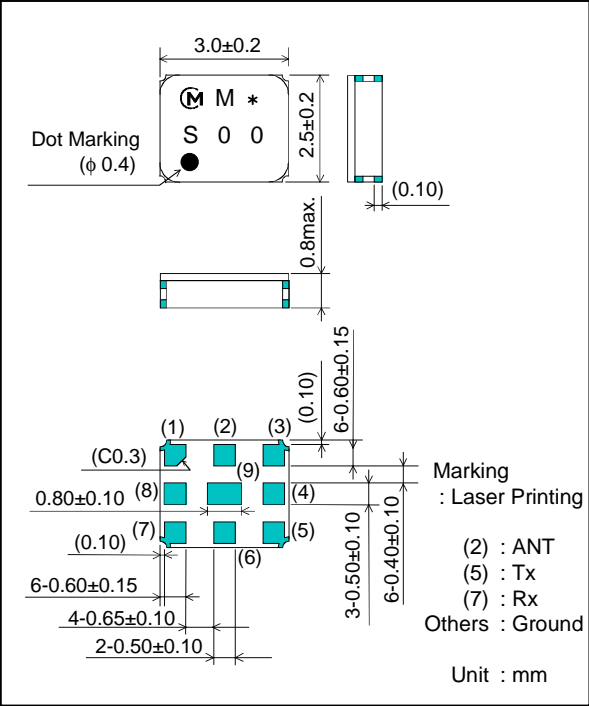 3.0±0.2
M M *
S 0 0
Dot Marking
(ϕ 0.4)
2.5±0.2
(0.10)
0.8max.
(0.10)
6-0.60±0.15
(1) (2) (3)
(C0.3)
(9)
(8) (4)
0.80±0.10
(7) (5)
(6)
(0.10)
6-0.60±0.15
4-0.65±0.10
2-0.50±0.10
3-0.50±0.10
6-0.40±0.10
Marking
: Laser Printing
(2) : ANT
(5) : Tx
(7) : Rx
Others : Ground
Unit : mm